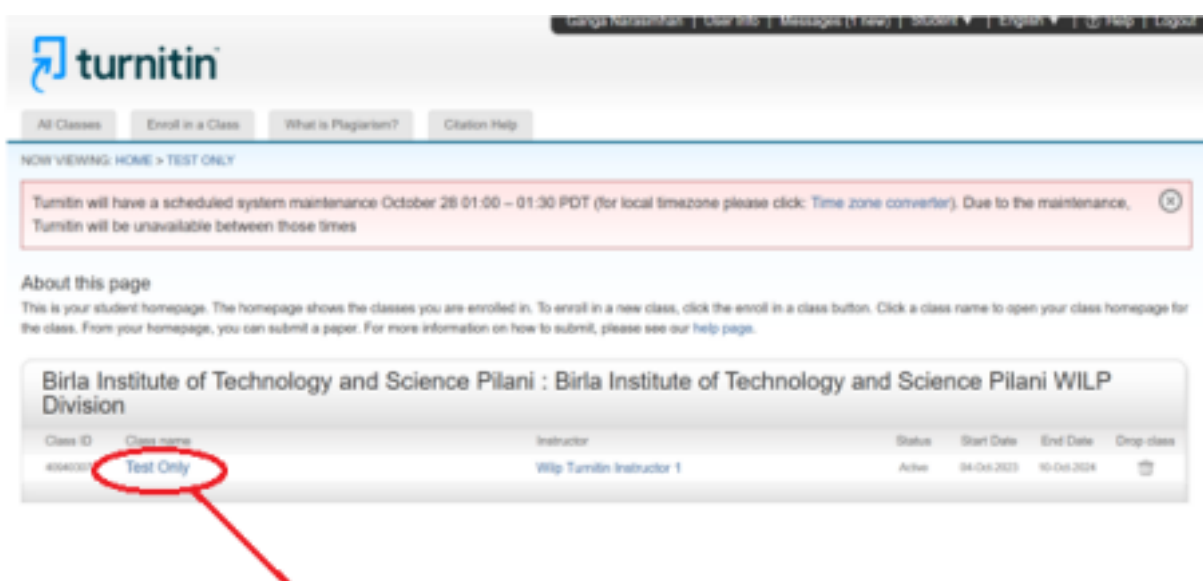 Ganga Narasimhan | User Info | Messages (1 new) | Student ▼ | English ▼ | ? Help | Logout
turnitin
All Classes Enroll in a Class What is Plagiarism? Citation Help
NOW VIEWING: HOME > TEST ONLY
Turnitin will have a scheduled system maintenance October 28 01:00 – 01:30 PDT (for local timezone please click: Time zone converter). Due to the maintenance,
Turnitin will be unavailable between those times
About this page
This is your student homepage. The homepage shows the classes you are enrolled in. To enroll in a new class, click the enroll in a class button. Click a class name to open your class homepage for
the class. From your homepage, you can submit a paper. For more information on how to submit, please see our help page.
Birla Institute of Technology and Science Pilani : Birla Institute of Technology and Science Pilani WILP
Division
Class ID Class name Instructor Status Start Date End Date Drop class
Test Only Wilp Turnitin Instructor 1 Active 04-Oct-2023 10-Oct-2024